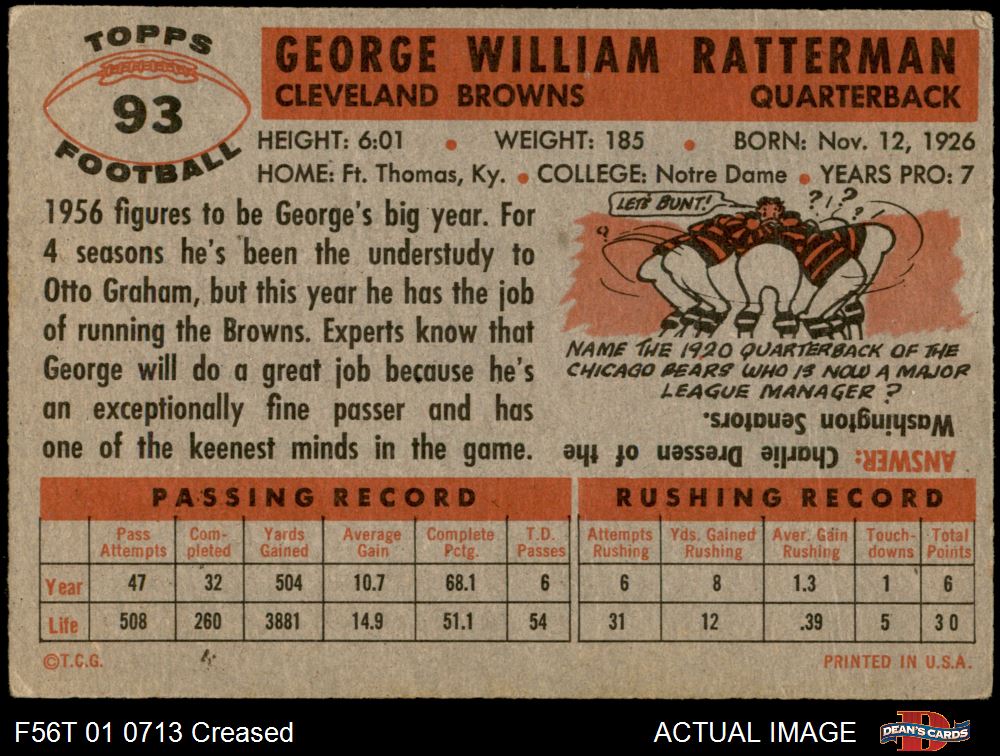 TOPPS
93
FOOTBALL
GEORGE WILLIAM RATTERMAN
CLEVELAND BROWNS QUARTERBACK
HEIGHT: 6:01 • WEIGHT: 185 • BORN: Nov. 12, 1926
HOME: Ft. Thomas, Ky. • COLLEGE: Notre Dame • YEARS PRO: 7
1956 figures to be George's big year. For
4 seasons he's been the understudy to
Otto Graham, but this year he has the job
of running the Browns. Experts know that
George will do a great job because he's
an exceptionally fine passer and has
one of the keenest minds in the game.
LETS BUNT!
? ! ? ?
?
NAME THE 1920 QUARTERBACK OF THE
CHICAGO BEARS WHO IS NOW A MAJOR
LEAGUE MANAGER ?
ANSWER: Charlie Dressen of the
Washington Senators.
PASSING RECORD
Pass Attempts Com-pleted Yards Gained Average Gain Complete Pctg. T.D. Passes
Year 47 32 504 10.7 68.1 6
Life 508 260 3881 14.9 51.1 54
RUSHING RECORD
Attempts Rushing Yds. Gained Rushing Aver. Gain Rushing Touch-downs Total Points
6 8 1.3 1 6
31 12 .39 5 30
©T.C.G. PRINTED IN U.S.A.
F56T 01 0713 Creased ACTUAL IMAGE
D
DEAN'S CARDS